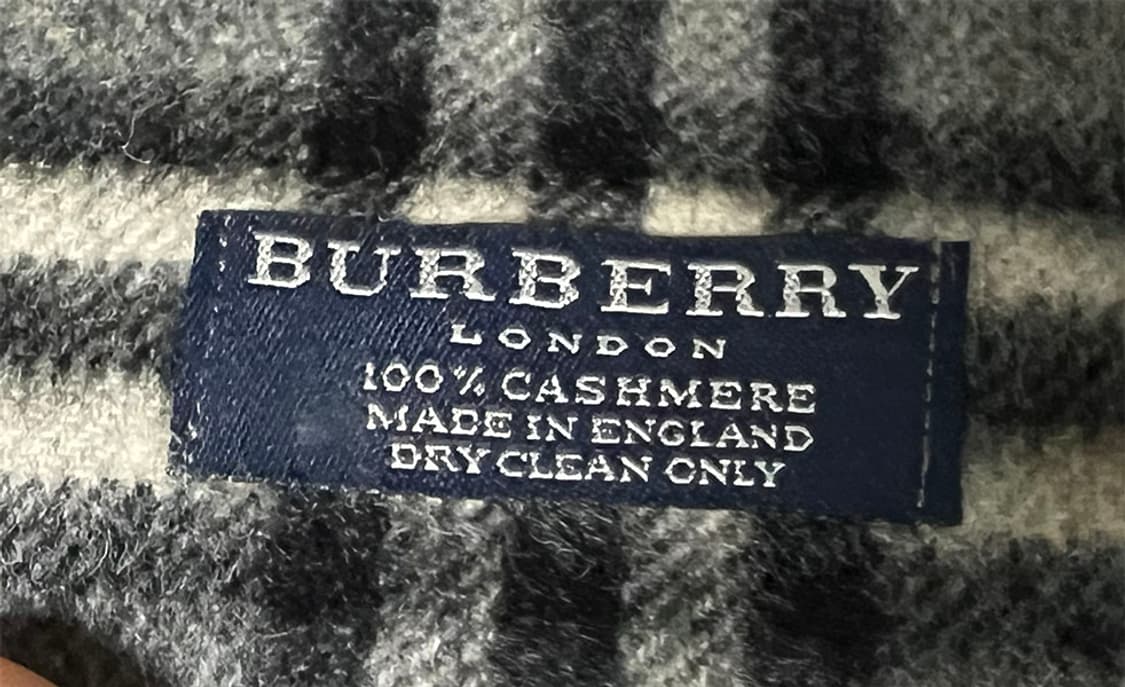 BURBERRY
LONDON
100% CASHMERE
MADE IN ENGLAND
DRY CLEAN ONLY